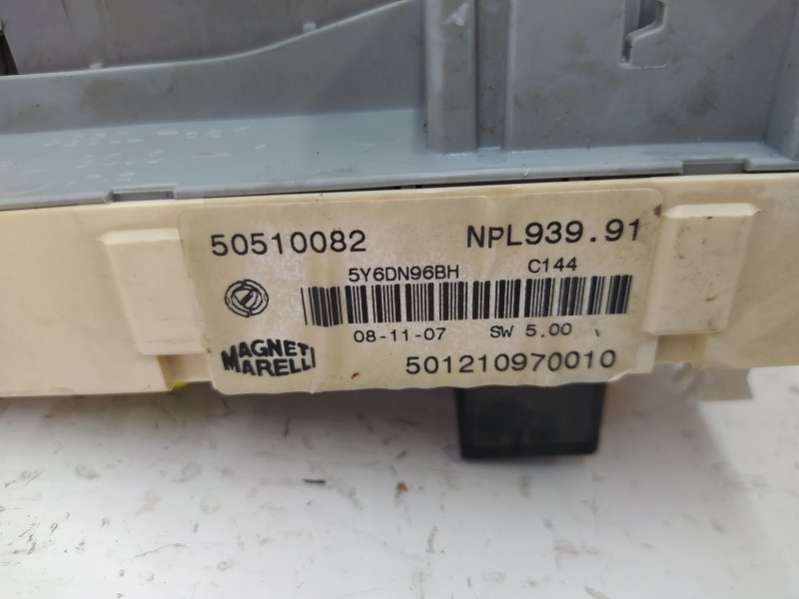 50510082 NPL939.91
5Y6DN96BH C144
08-11-07 SW 5.00
MAGNETI
MARELLI
501210970010